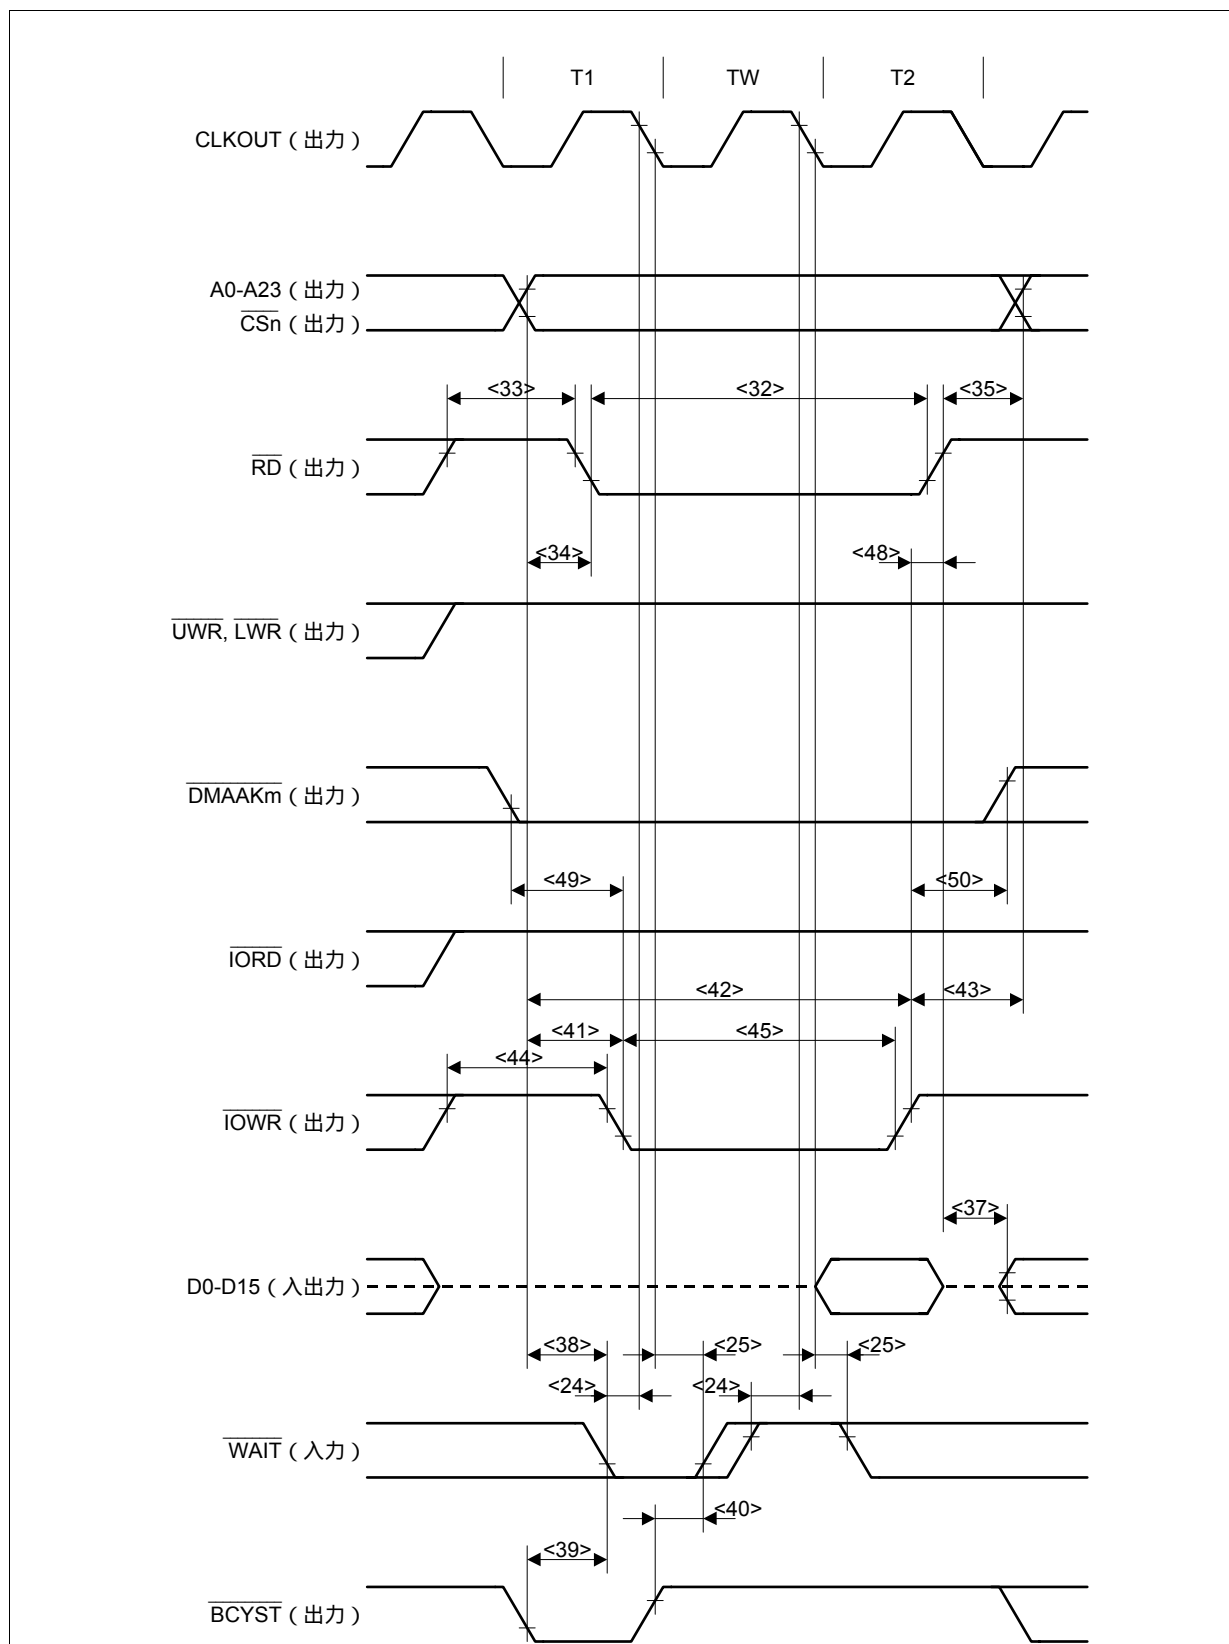 T1 TW T2
CLKOUT（出力）
A0-A23（出力）
CSn（出力）
<33> <32> <35>
RD（出力）
<34> <48>
UWR, LWR（出力）
DMAAKm（出力）
<49> <50>
IORD（出力）
<42> <43>
<41> <45>
<44>
IOWR（出力）
<37>
D0-D15（入出力）
<38> <25> <25>
<24> <24>
WAIT（入力）
<40>
<39>
BCYST（出力）